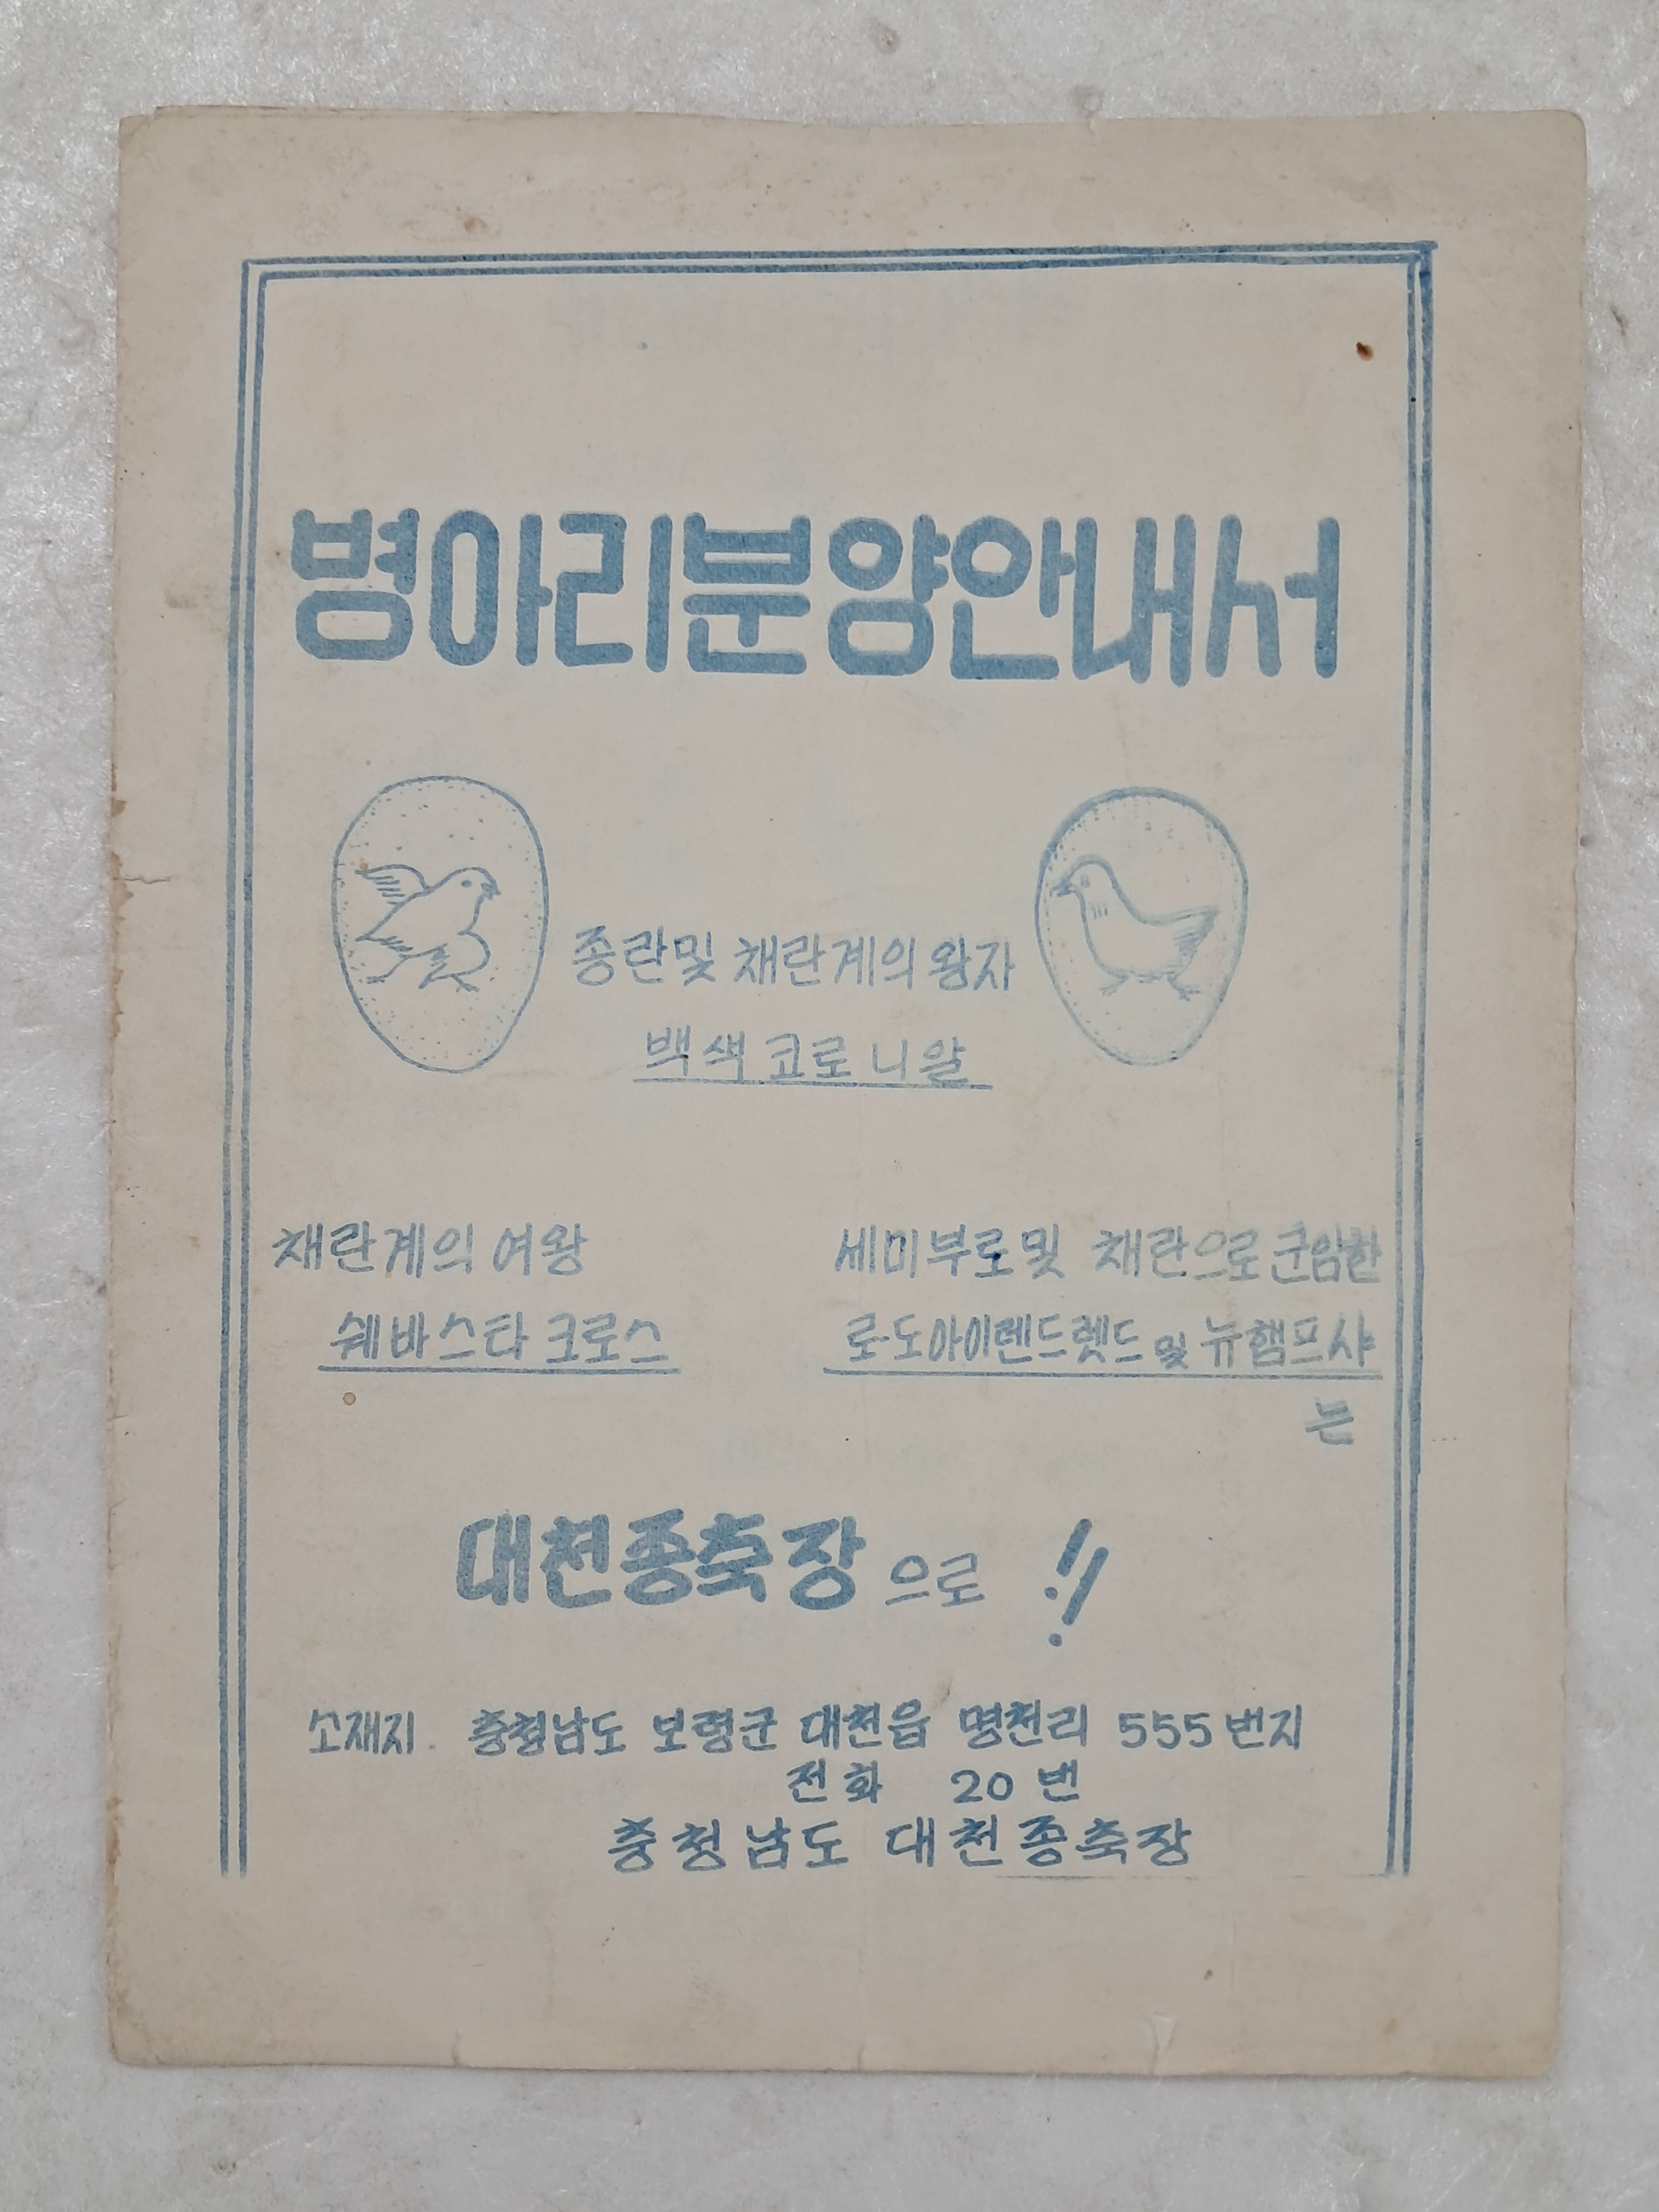 병아리분양안내서
종란및 채란계의 왕자
백색 코로니알
채란계의 여왕
쉐바스타 크로스
세미부로및 채란으로 군암한
로도아이렌드렛드 및 뉴햄프샤
는
대천종축장 으로 !!
소재지 충청남도 보령군 대천읍 명천리 555번지
전화 20 번
충청남도 대천종축장